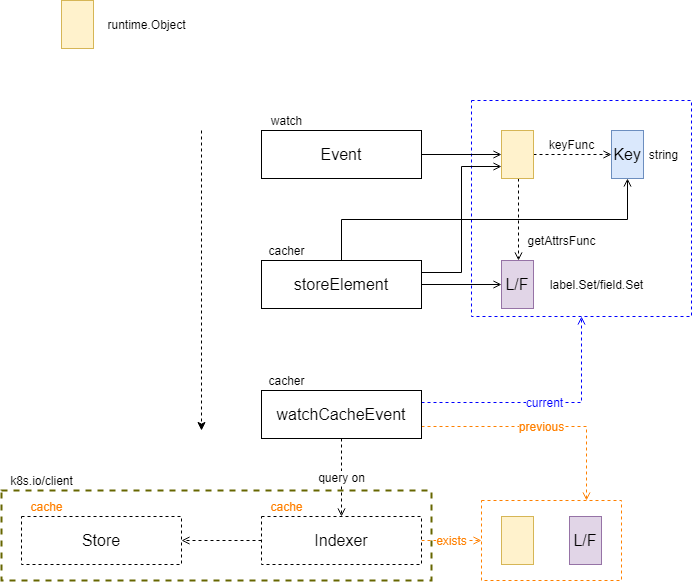 runtime.Object
watch
Event
keyFunc
Key
string
getAttrsFunc
cacher
storeElement
L/F
label.Set/field.Set
cacher
watchCacheEvent
current
previous
query on
k8s.io/client
cache
Store
cache
Indexer
exists
L/F